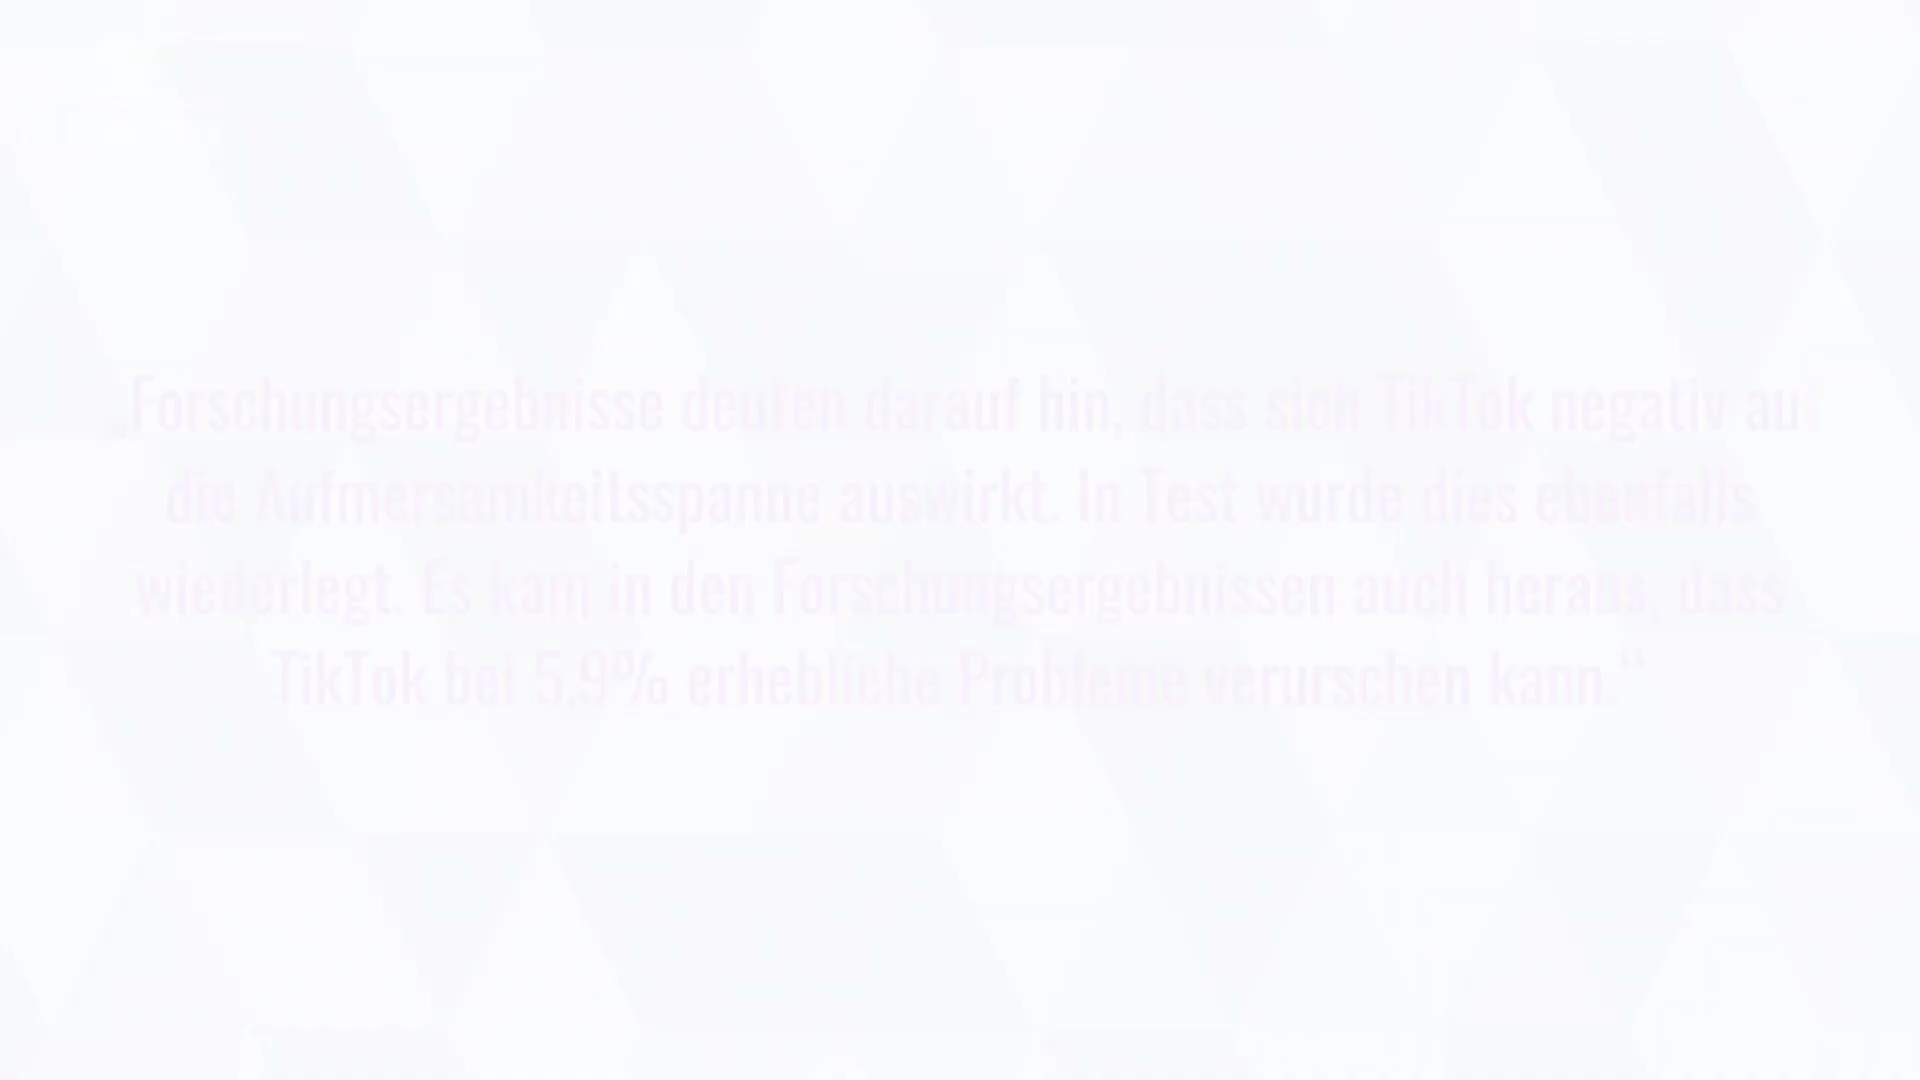 „Forschungsergebnisse deuten darauf hin, dass sich TikTok negativ auf
die Aufmersamkeitsspanne auswirkt. In Test wurde dies ebenfalls
wiederlegt. Es kam in den Forschungsergebnissen auch heraus, dass
TikTok bei 5,9% erhebliche Probleme verurschen kann.“